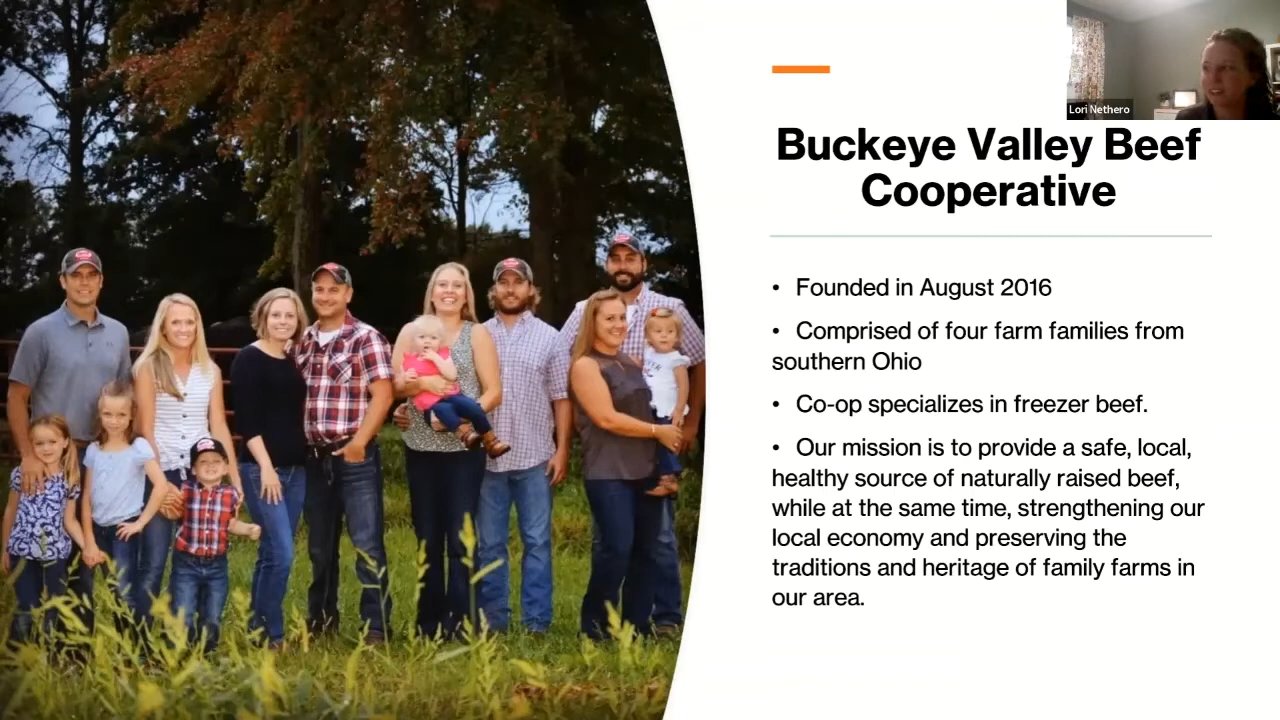 Lori Nethero
Buckeye Valley Beef
Cooperative
• Founded in August 2016
• Comprised of four farm families from
southern Ohio
• Co-op specializes in freezer beef.
• Our mission is to provide a safe, local,
healthy source of naturally raised beef,
while at the same time, strengthening our
local economy and preserving the
traditions and heritage of family farms in
our area.